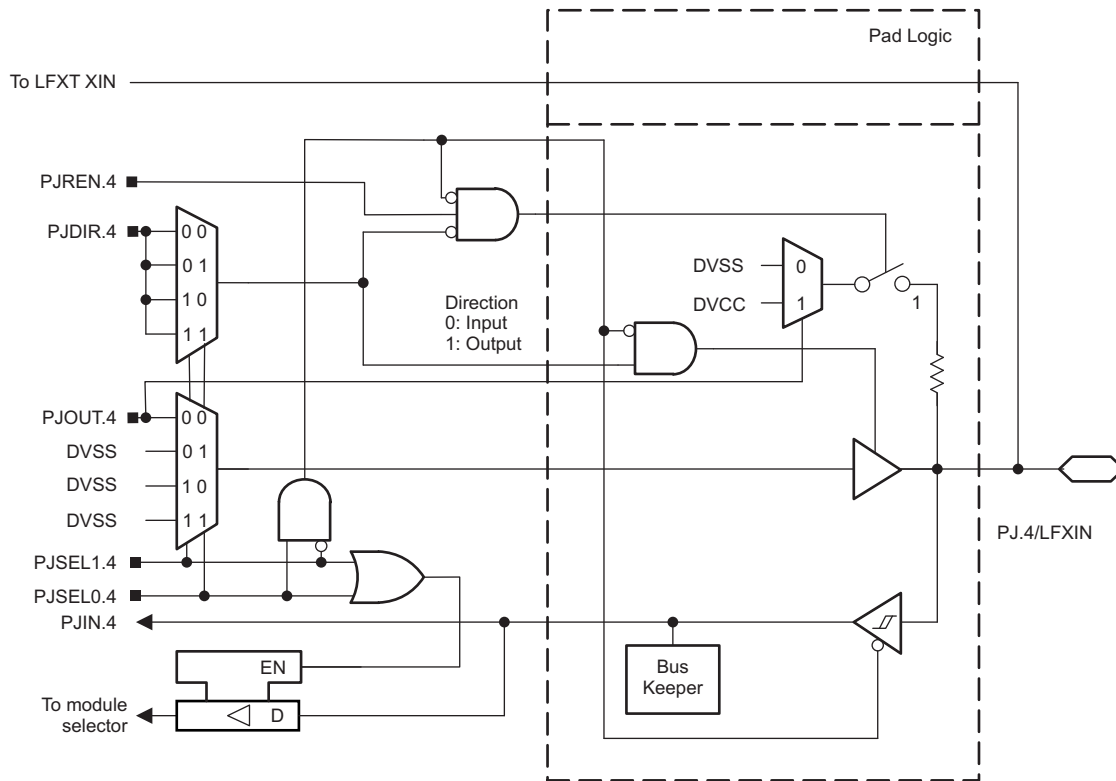 Pad Logic
To LFXT XIN
PJREN.4
PJDIR.4
0 0
0 1
1 0
1 1
Direction
0: Input
1: Output
DVSS
0
DVCC
1
1
PJOUT.4
0 0
DVSS
0 1
DVSS
1 0
DVSS
1 1
PJ.4/LFXIN
PJSEL1.4
PJSEL0.4
PJIN.4
EN
Bus
Keeper
To module
selector
D